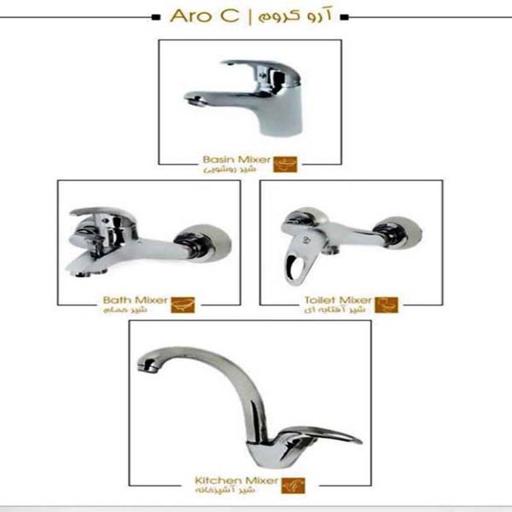 Aro C | آرو کروم
Basin Mixer
شیر روشویی
Bath Mixer
شیر حمام
Toilet Mixer
شیر آفتابه ای
Kitchen Mixer
شیر آشپزخانه